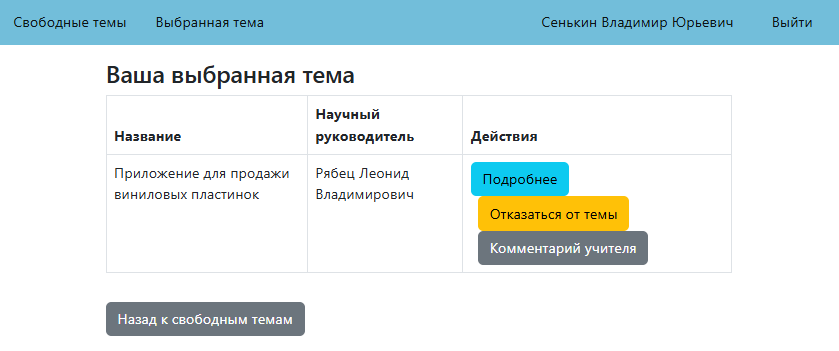 Свободные темы Выбранная тема Сенькин Владимир Юрьевич Выйти
Ваша выбранная тема
Название
Научный
руководитель
Действия
Приложение для продажи
виниловых пластинок
Рябец Леонид
Владимирович
Подробнее
Отказаться от темы
Комментарий учителя
Назад к свободным темам